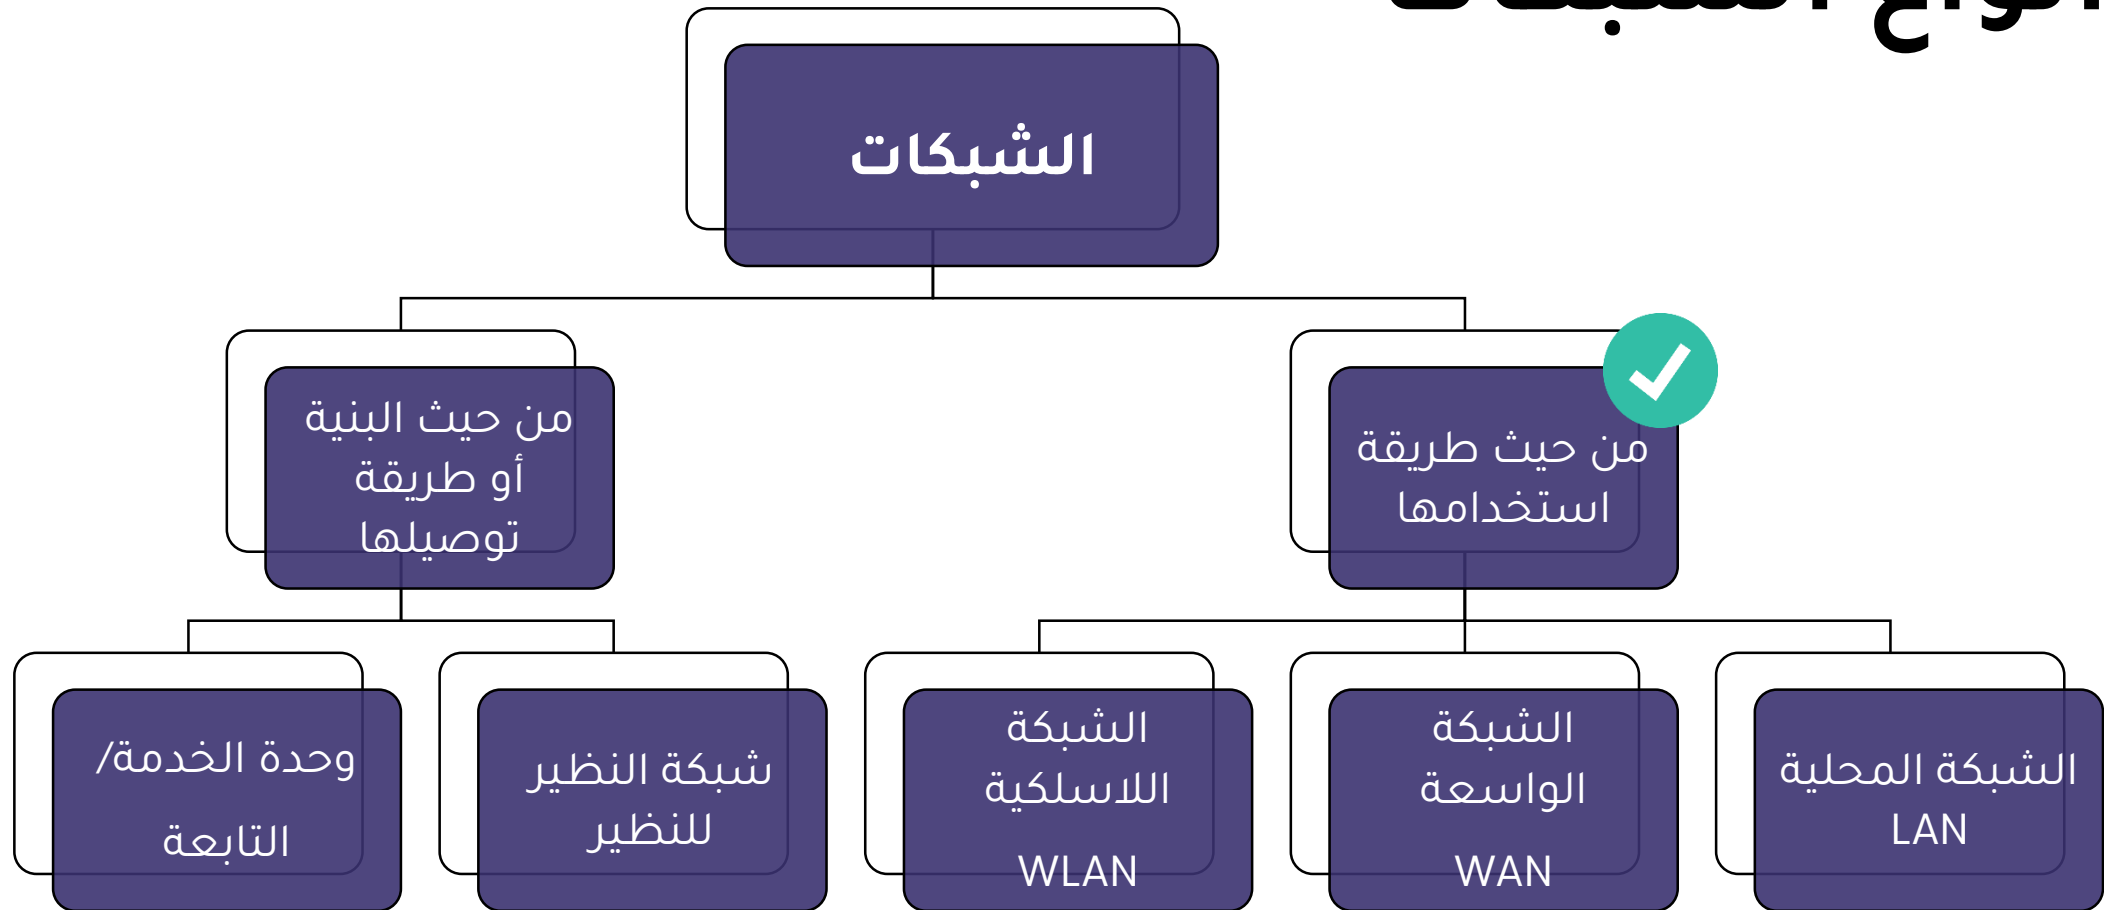 الشبكات
من حيث طريقة
استخدامها
من حيث البنية
أو طريقة
توصيلها
الشبكة المحلية
LAN
الشبكة
الواسعة
WAN
الشبكة
اللاسلكية
WLAN
شبكة النظير
للنظير
وحدة الخدمة/
التابعة